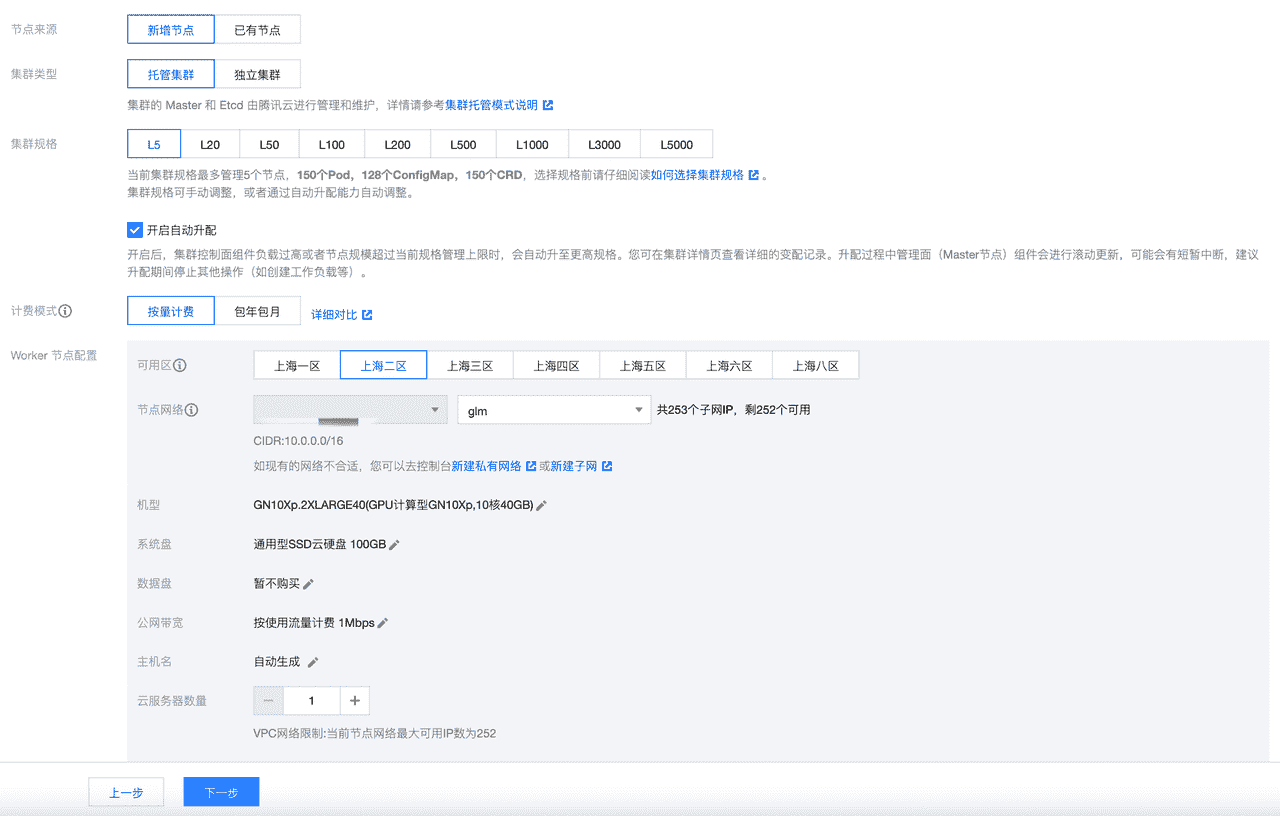 节点来源 新增节点 已有节点
集群类型 托管集群 独立集群
集群的 Master 和 Etcd 由腾讯云进行管理和维护，详情请参考集群托管模式说明
集群规格 L5 L20 L50 L100 L200 L500 L1000 L3000 L5000
当前集群规格最多管理5个节点，150个Pod，128个ConfigMap，150个CRD，选择规格前请仔细阅读如何选择集群规格 。
集群规格可手动调整，或者通过自动升配能力自动调整。
开启自动升配
开启后，集群控制面组件负载过高或者节点规模超过当前规格管理上限时，会自动升至更高规格。您可在集群详情页查看详细的变配记录。升配过程中管理面（Master节点）组件会进行滚动更新，可能会有短暂中断，建议
升配期间停止其他操作（如创建工作负载等）。
计费模式 按量计费 包年包月 详细对比
Worker 节点配置
可用区 上海一区 上海二区 上海三区 上海四区 上海五区 上海六区 上海八区
节点网络 glm 共253个子网IP，剩252个可用
CIDR:10.0.0.0/16
如现有的网络不合适，您可以去控制台新建私有网络 或新建子网
机型 GN10Xp.2XLARGE40(GPU计算型GN10Xp,10核40GB)
系统盘 通用型SSD云硬盘 100GB
数据盘 暂不购买
公网带宽 按使用流量计费 1Mbps
主机名 自动生成
云服务器数量 − 1 +
VPC网络限制:当前节点网络最大可用IP数为252
上一步 下一步